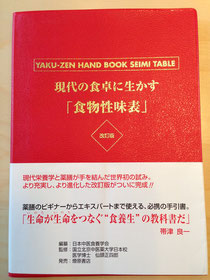 YAKU-ZEN HAND BOOK SEIMI TABLE
現代の食卓に生かす
「食物性味表」
改訂版
現代栄養学と薬膳が手を結んだ世界初の試み。
より充実し、より進化した改訂版がついに完成!!
薬膳のビギナーからエキスパートまで使える、必携の手引書。
「生命が生命をつなぐ“食養生”の教科書だ」
帯津 良一
編著 日本中医食養学会
監修 国立北京中医薬大学日本校
医学博士 仙頭正四郎
発売 燎原書店